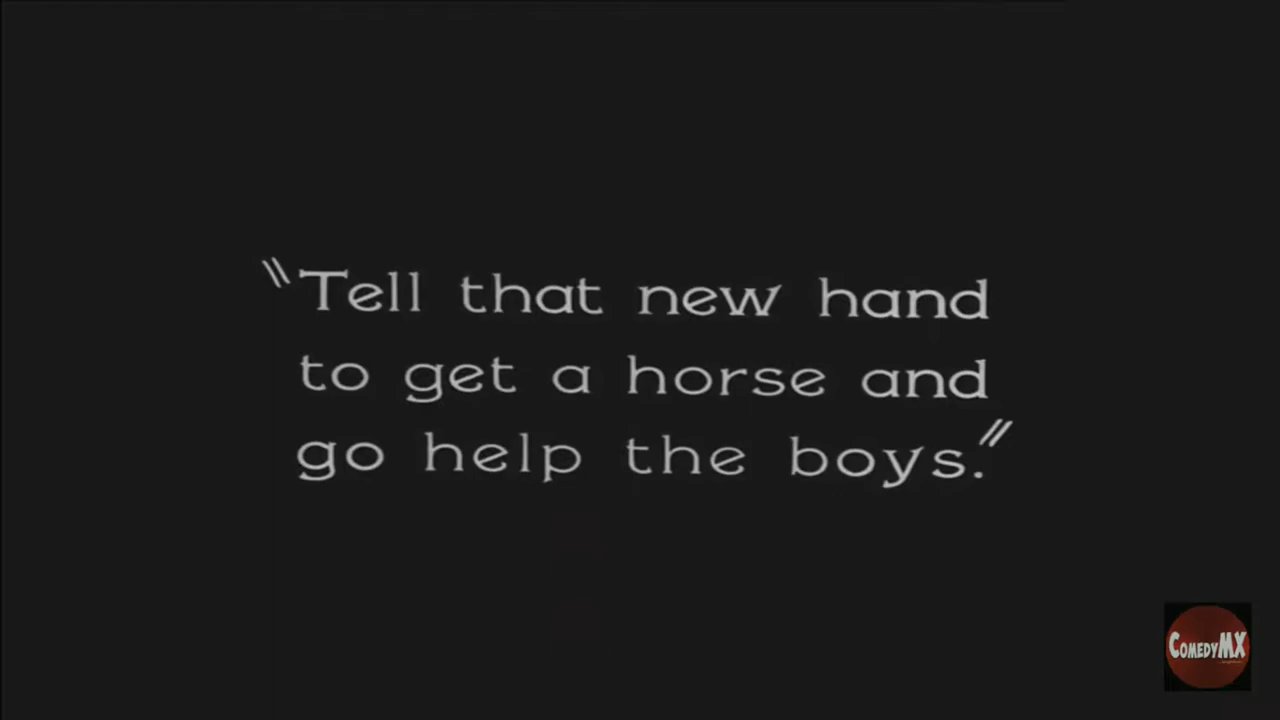 "Tell that new hand
to get a horse and
go help the boys."
COMEDYMX